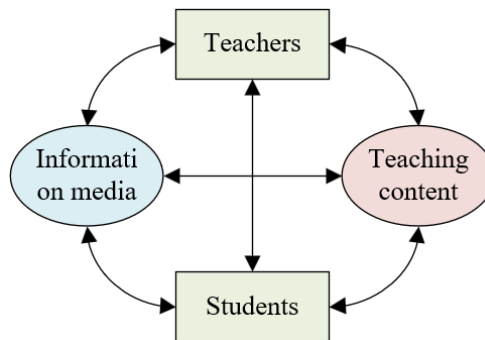 Teachers
Informati
on media
Teaching
content
Students